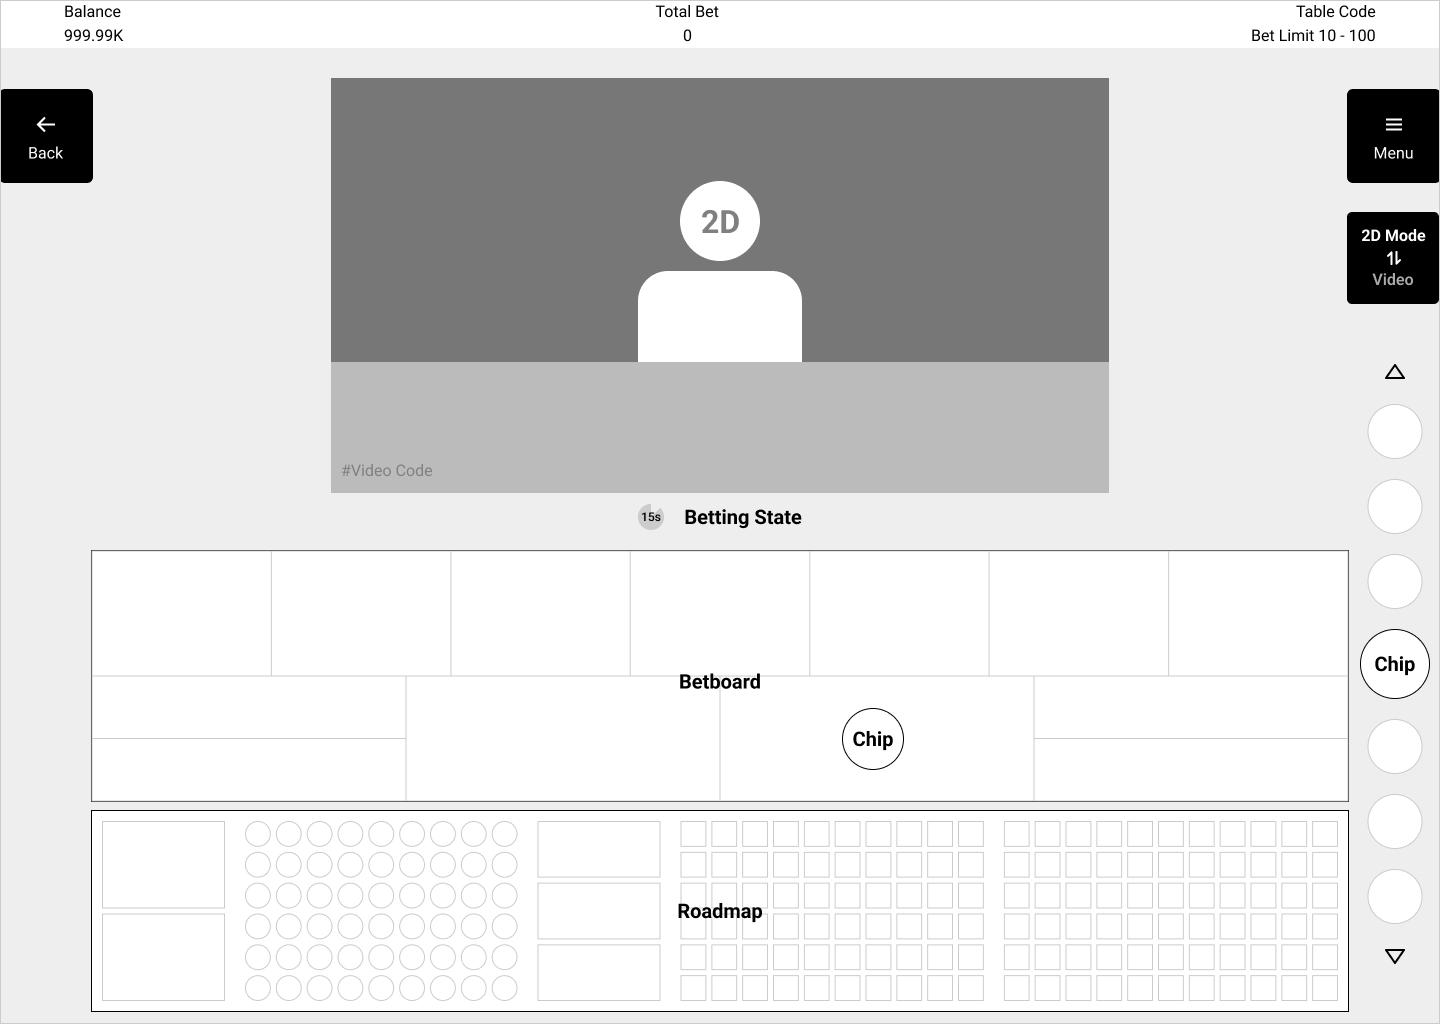 Balance
999.99K
Total Bet
0
Table Code
Bet Limit 10 - 100
Back
Menu
2D
2D Mode
Video
#Video Code
15s
Betting State
Betboard
Chip
Chip
Roadmap